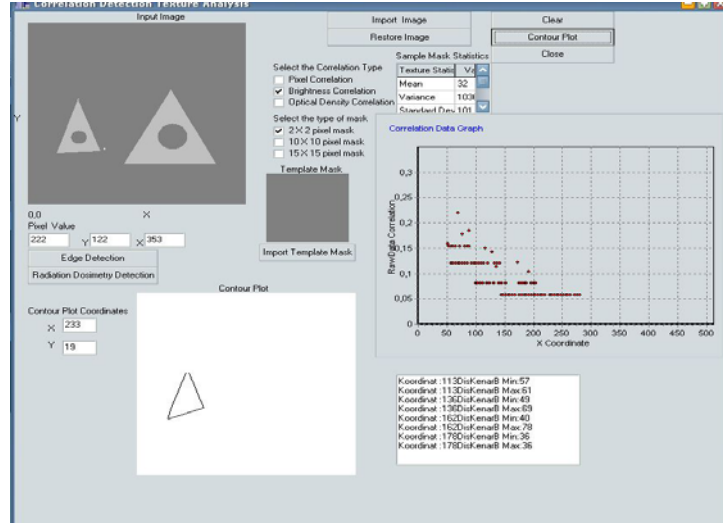 Correlation Detection Texture Analysis
Input Image
Import Image
Clear
Restore Image
Contour Plot
Close
Sample Mask Statistics
Texture Statis
Mean
32
Variance
Standard Dev
101
Select the Correlation Type
Pixel Correlation
Brightness Correlation
Optical Density Correlation
Select the type of mask
2X2 pixel mask
10X10 pixel mask
15X15 pixel mask
Template Mask
Import Template Mask
Y
0,0
X
Pixel Value
222
Y
122
X
353
Edge Detection
Radiation Dosimetry Detection
Contour Plot Coordinates
X
233
Y
19
Contour Plot
Correlation Data Graph
RawData Correlation
0,3
0,25
0,2
0,15
0,1
0,05
0
0 50 100 150 200 250 300 350 400 450 500
X Coordinate
Koordinat :113DisKenarB Min:57
Koordinat :113DisKenarB Max:61
Koordinat :136DisKenarB Min:49
Koordinat :136DisKenarB Max:69
Koordinat :162DisKenarB Min:40
Koordinat :162DisKenarB Max:78
Koordinat :178DisKenarB Min:36
Koordinat :178DisKenarB Max:36